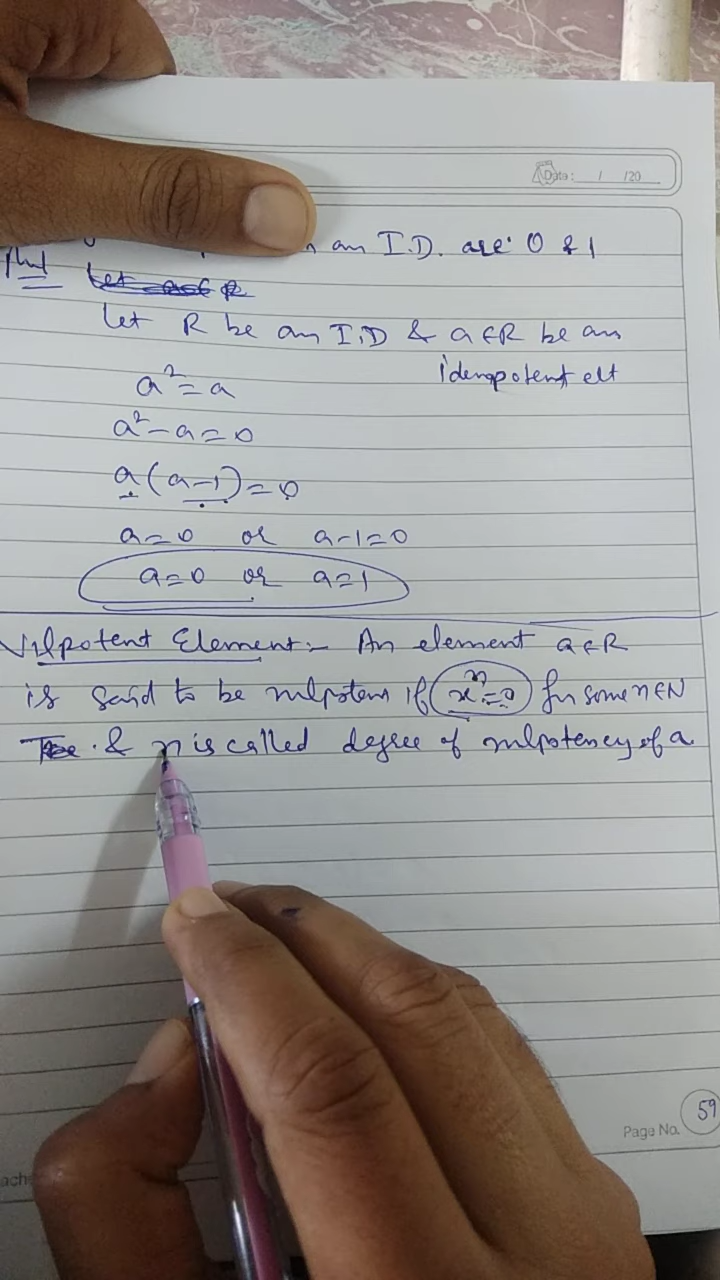 Date: / /20
an I.D. are 0 & 1
Let R be an I.D & a∈R be an
idempotent elt
a²=a
a²-a=0
a(a-1)=0
a=0 or a-1=0
a=0 or a=1
Nilpotent Element:- An element a∈R
is said to be nilpotent if xⁿ=0 for some n∈N
& n is called degree of nilpotency of a
59
Page No.